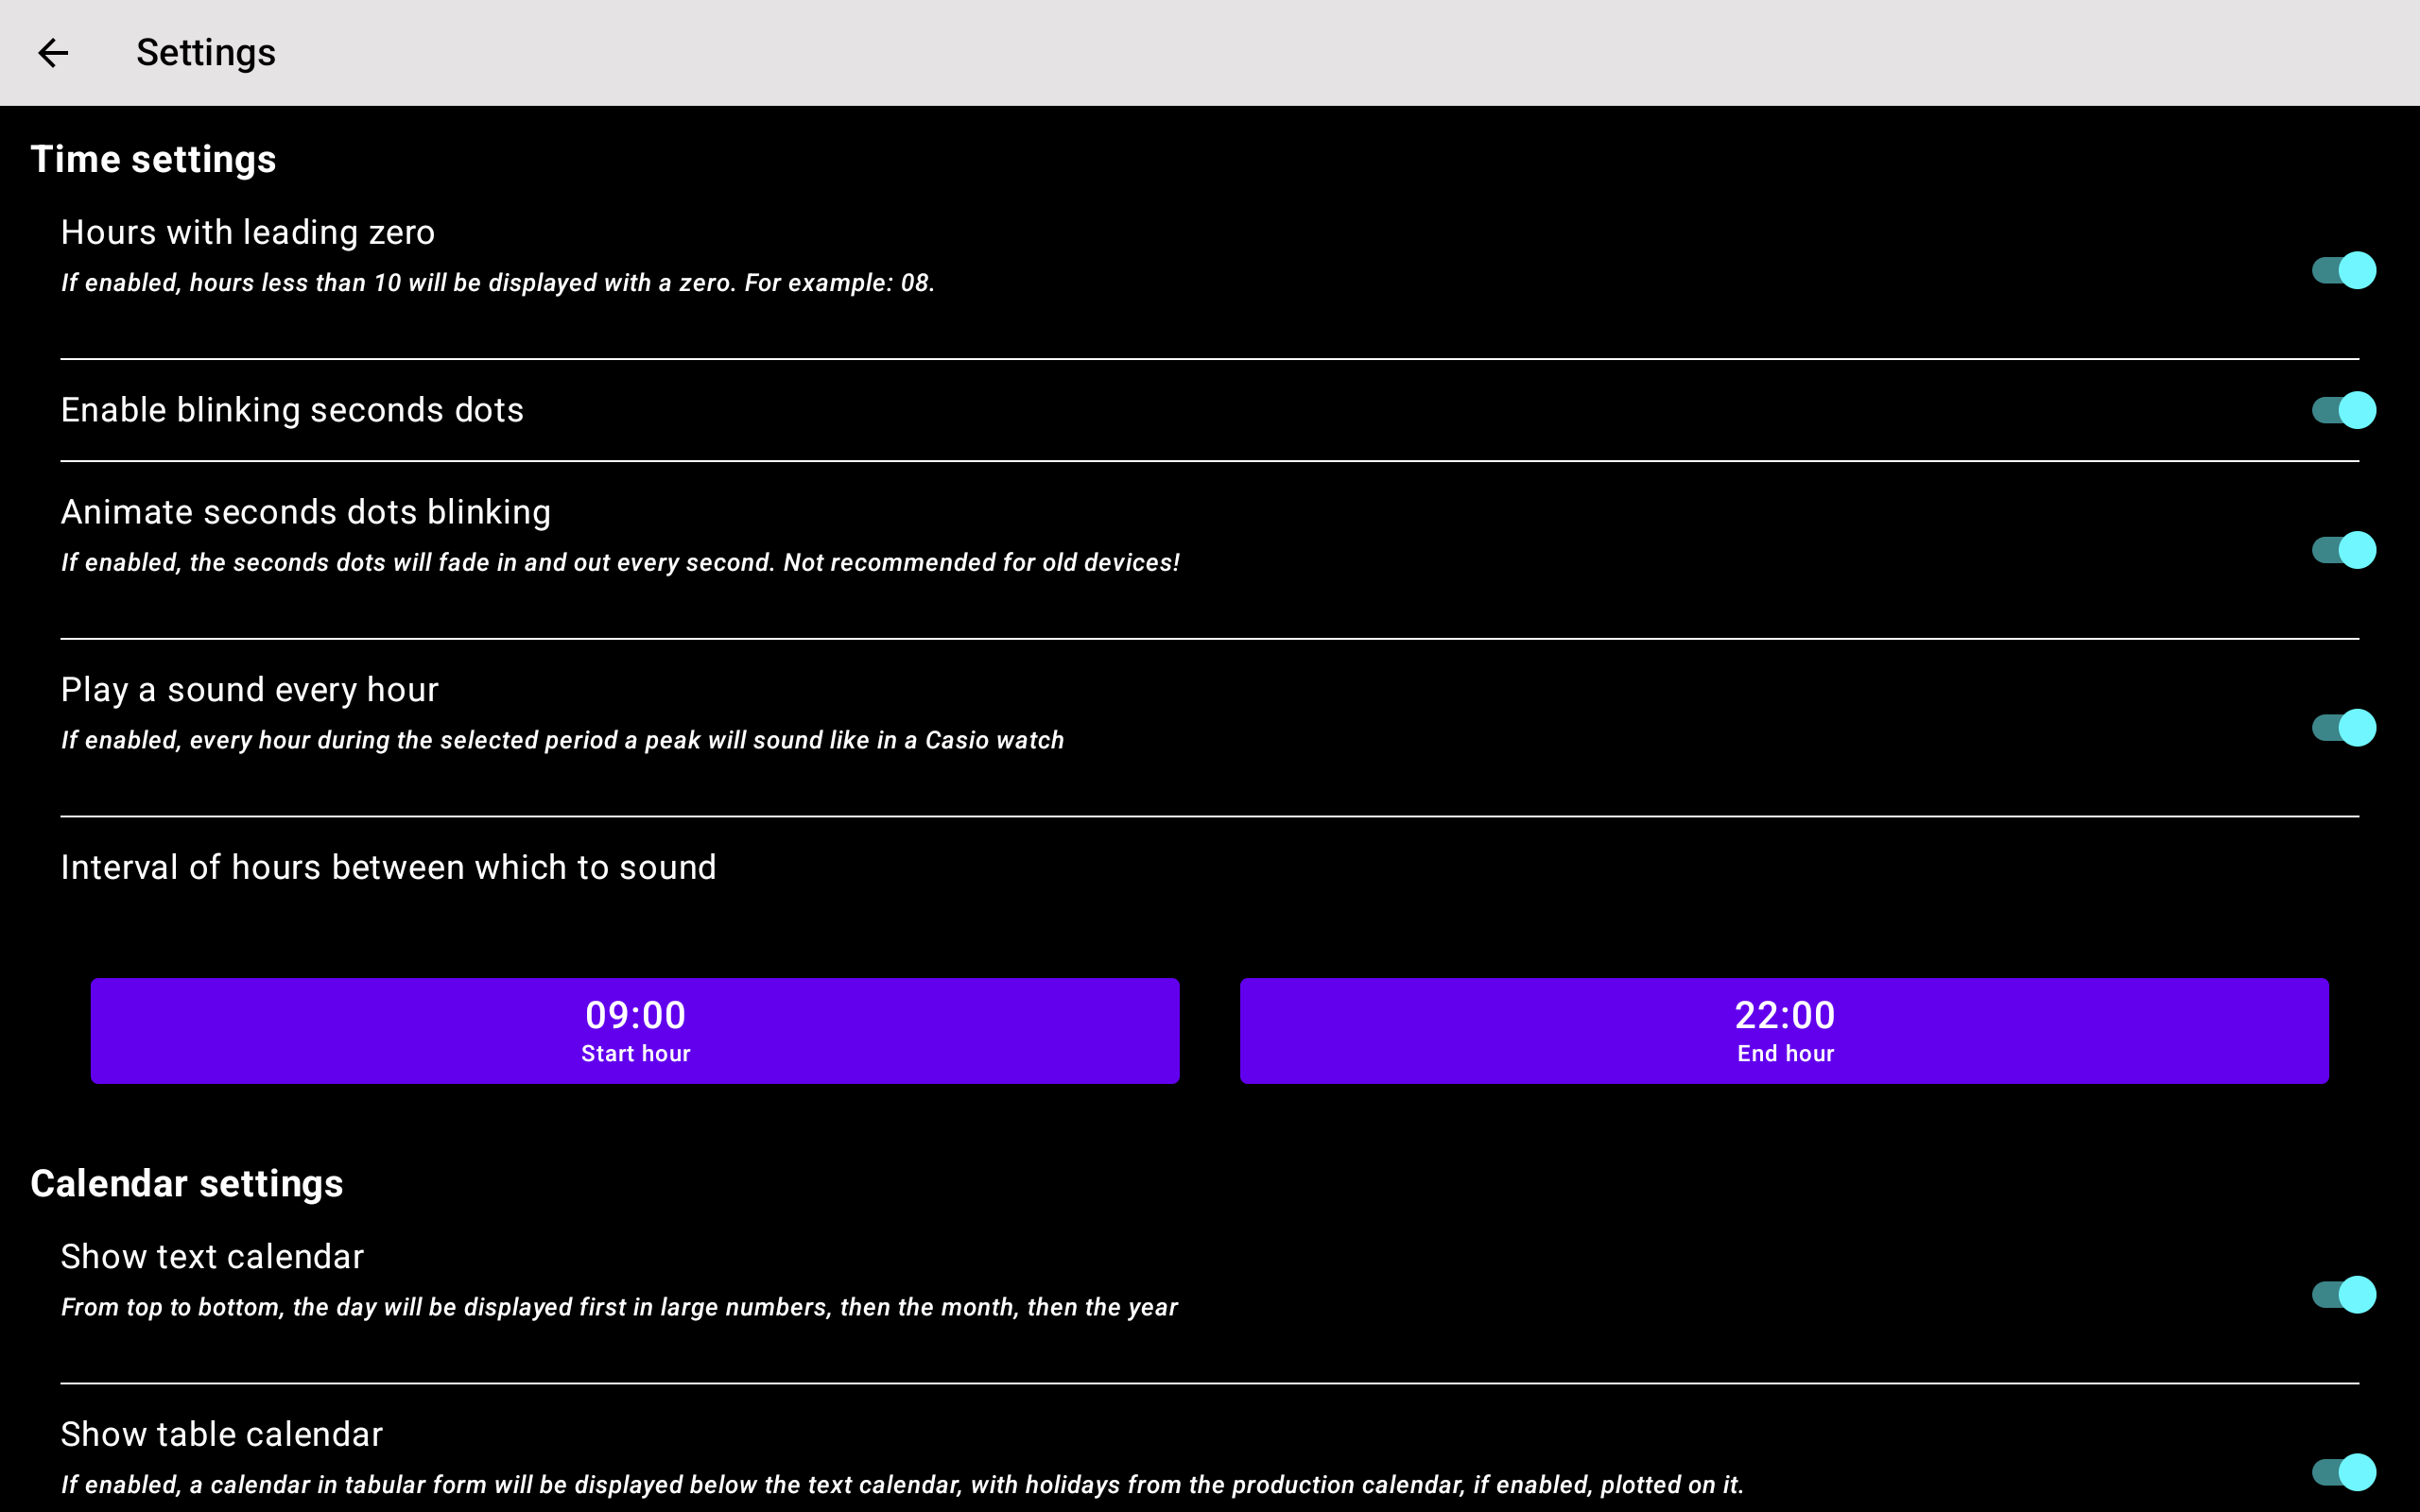 Settings
Time settings
Hours with leading zero
If enabled, hours less than 10 will be displayed with a zero. For example: 08.
Enable blinking seconds dots
Animate seconds dots blinking
If enabled, the seconds dots will fade in and out every second. Not recommended for old devices!
Play a sound every hour
If enabled, every hour during the selected period a peak will sound like in a Casio watch
Interval of hours between which to sound
09:00
Start hour
22:00
End hour
Calendar settings
Show text calendar
From top to bottom, the day will be displayed first in large numbers, then the month, then the year
Show table calendar
If enabled, a calendar in tabular form will be displayed below the text calendar, with holidays from the production calendar, if enabled, plotted on it.